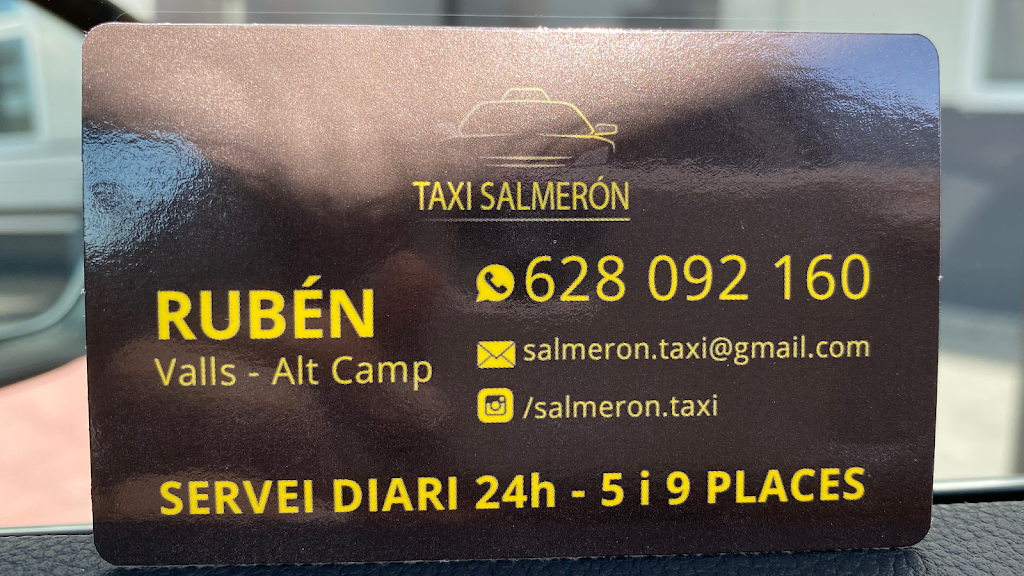 TAXI SALMERÓN
RUBÉN
Valls - Alt Camp
628 092 160
salmeron.taxi@gmail.com
/salmeron.taxi
SERVEI DIARI 24h - 5 i 9 PLACES